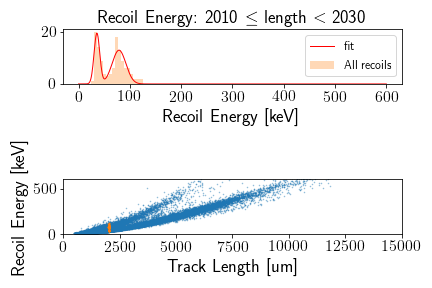 Recoil Energy: 2010 ≤ length < 2030
20
0
fit
All recoils
0 100 200 300 400 500 600
Recoil Energy [keV]
Recoil Energy [keV]
500
0
0 2500 5000 7500 10000 12500 15000
Track Length [um]